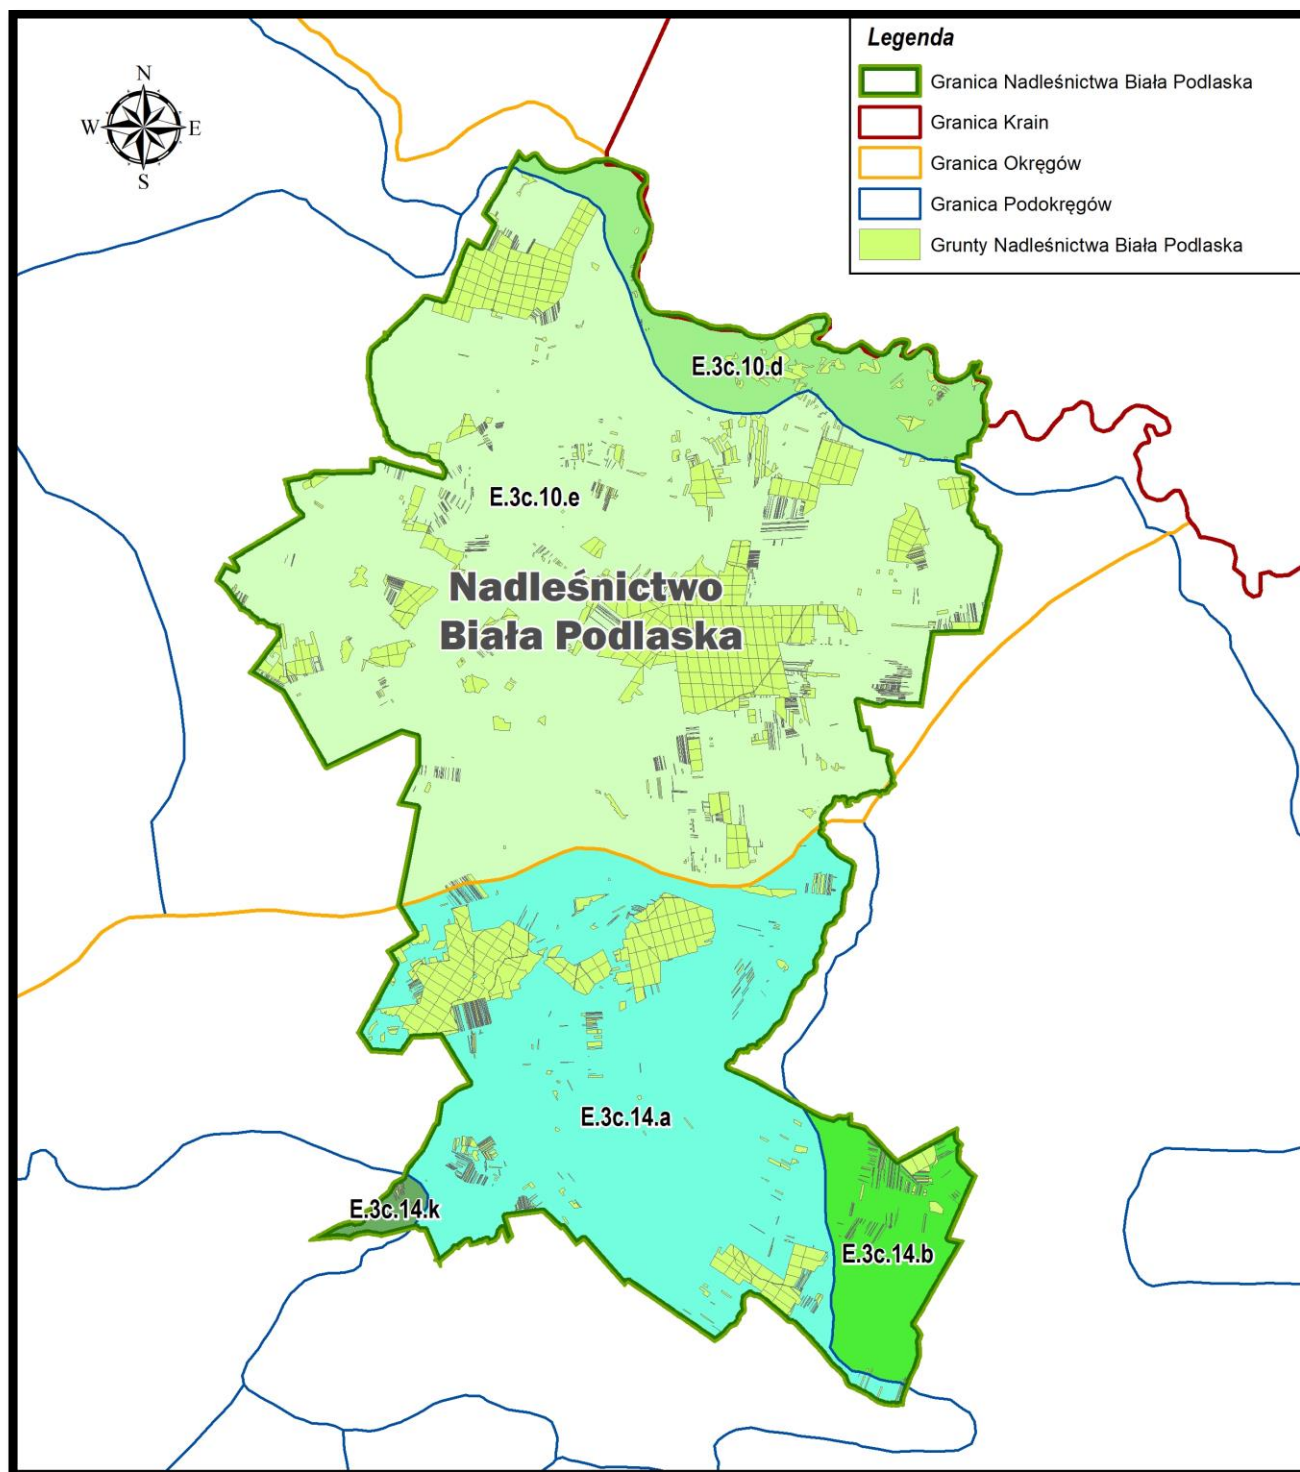 Legenda
Granica Nadleśnictwa Biała Podlaska
Granica Krain
Granica Okręgów
Granica Podokręgów
Grunty Nadleśnictwa Biała Podlaska
N
W E
S
E.3c.10.d
E.3c.10.e
Nadleśnictwo
Biała Podlaska
E.3c.14.a
E.3c.14.k
E.3c.14.b